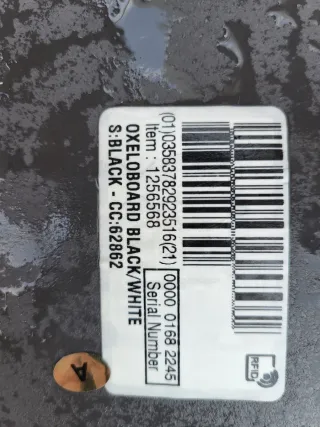 RFID
(01)03583782923516(21)
0000 0168 2245
Item : 1256568
Serial Number
OXELOBOARD BLACK/WHITE
S:BLACK - CC:62862
A